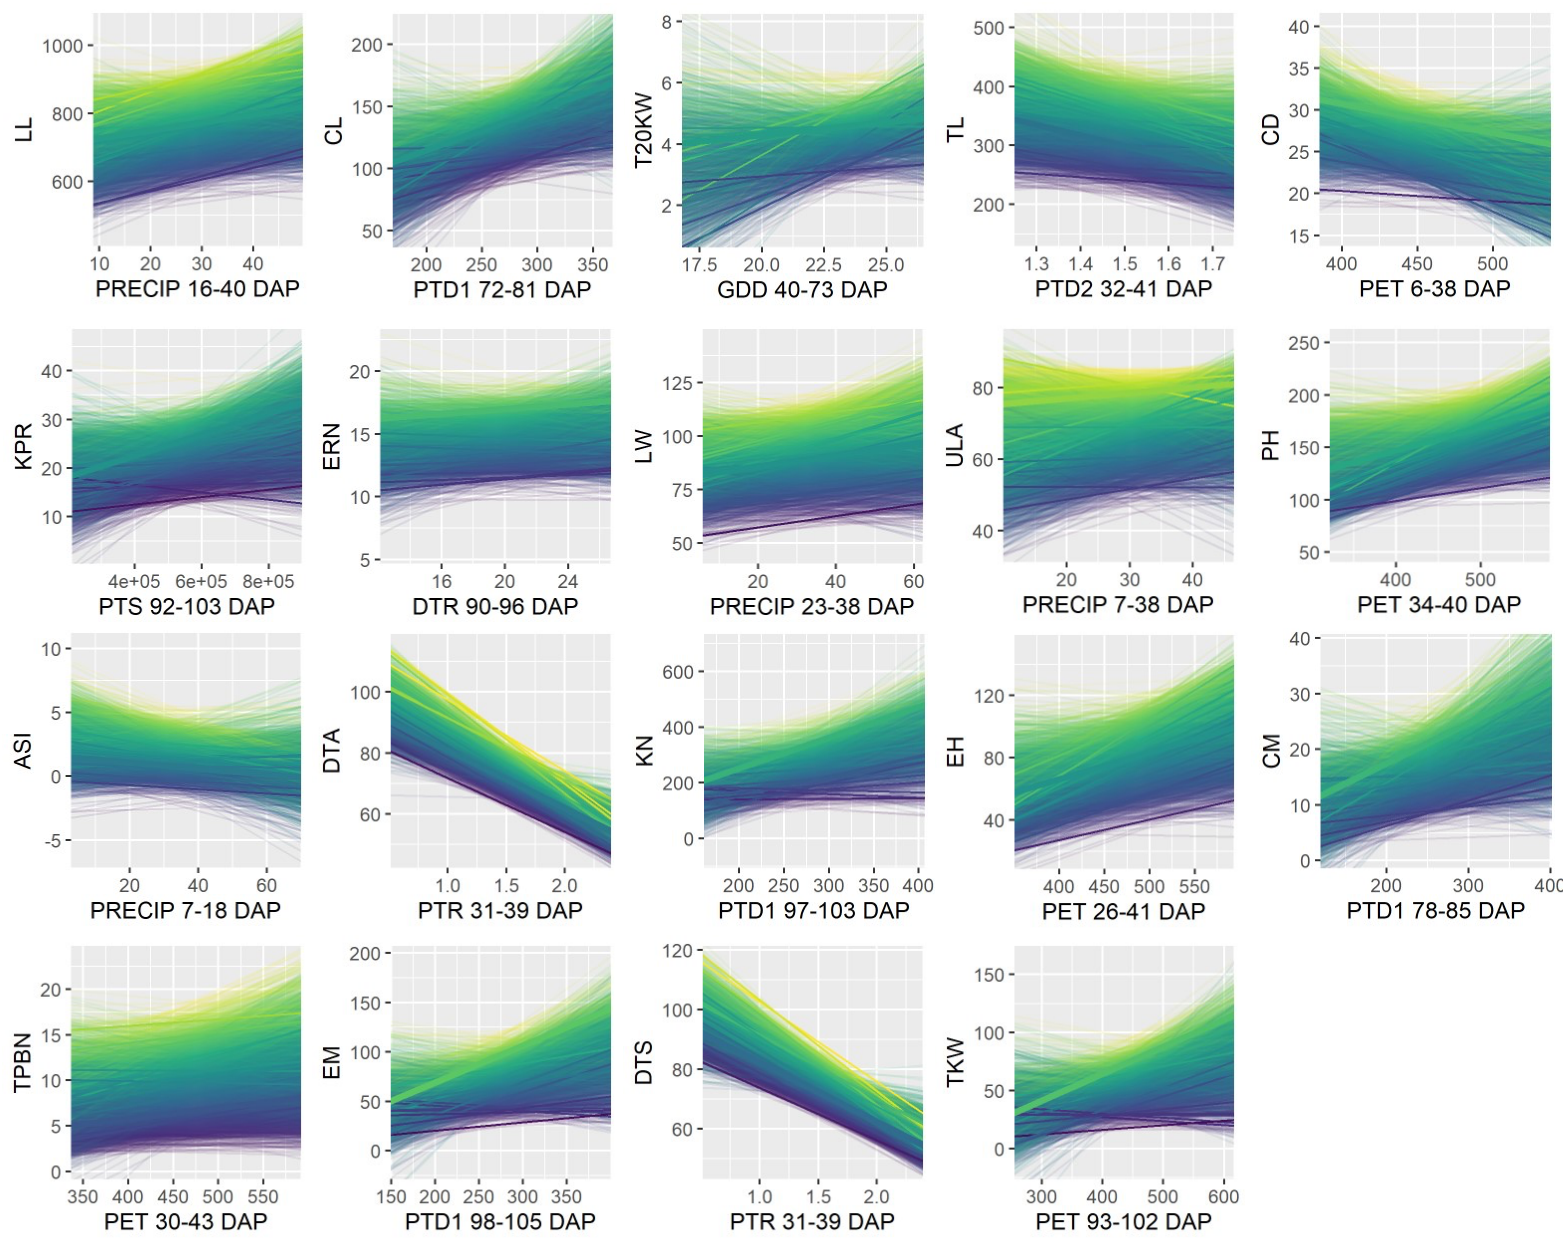 LL
1000
800
600
10 20 30 40
PRECIP 16-40 DAP
CL
200
150
100
50
200 250 300 350
PTD1 72-81 DAP
T20KW
8
6
4
2
17.5 20.0 22.5 25.0
GDD 40-73 DAP
TL
500
400
300
200
1.3 1.4 1.5 1.6 1.7
PTD2 32-41 DAP
CD
40
35
30
25
20
15
400 450 500
PET 6-38 DAP
KPR
40
30
20
10
4e+05 6e+05 8e+05
PTS 92-103 DAP
ERN
20
15
10
5
16 20 24
DTR 90-96 DAP
LW
125
100
75
50
20 40 60
PRECIP 23-38 DAP
ULA
80
60
40
20 30 40
PRECIP 7-38 DAP
PH
250
200
150
100
50
400 500
PET 34-40 DAP
ASI
10
5
0
-5
20 40 60
PRECIP 7-18 DAP
DTA
100
80
60
1.0 1.5 2.0
PTR 31-39 DAP
KN
600
400
200
0
200 250 300 350 400
PTD1 97-103 DAP
EH
120
80
40
400 450 500 550
PET 26-41 DAP
CM
40
30
20
10
0
200 300 400
PTD1 78-85 DAP
TPBN
20
15
10
5
0
350 400 450 500 550
PET 30-43 DAP
EM
200
150
100
50
0
150 200 250 300 350
PTD1 98-105 DAP
DTS
120
100
80
60
1.0 1.5 2.0
PTR 31-39 DAP
TKW
150
100
50
0
300 400 500 600
PET 93-102 DAP